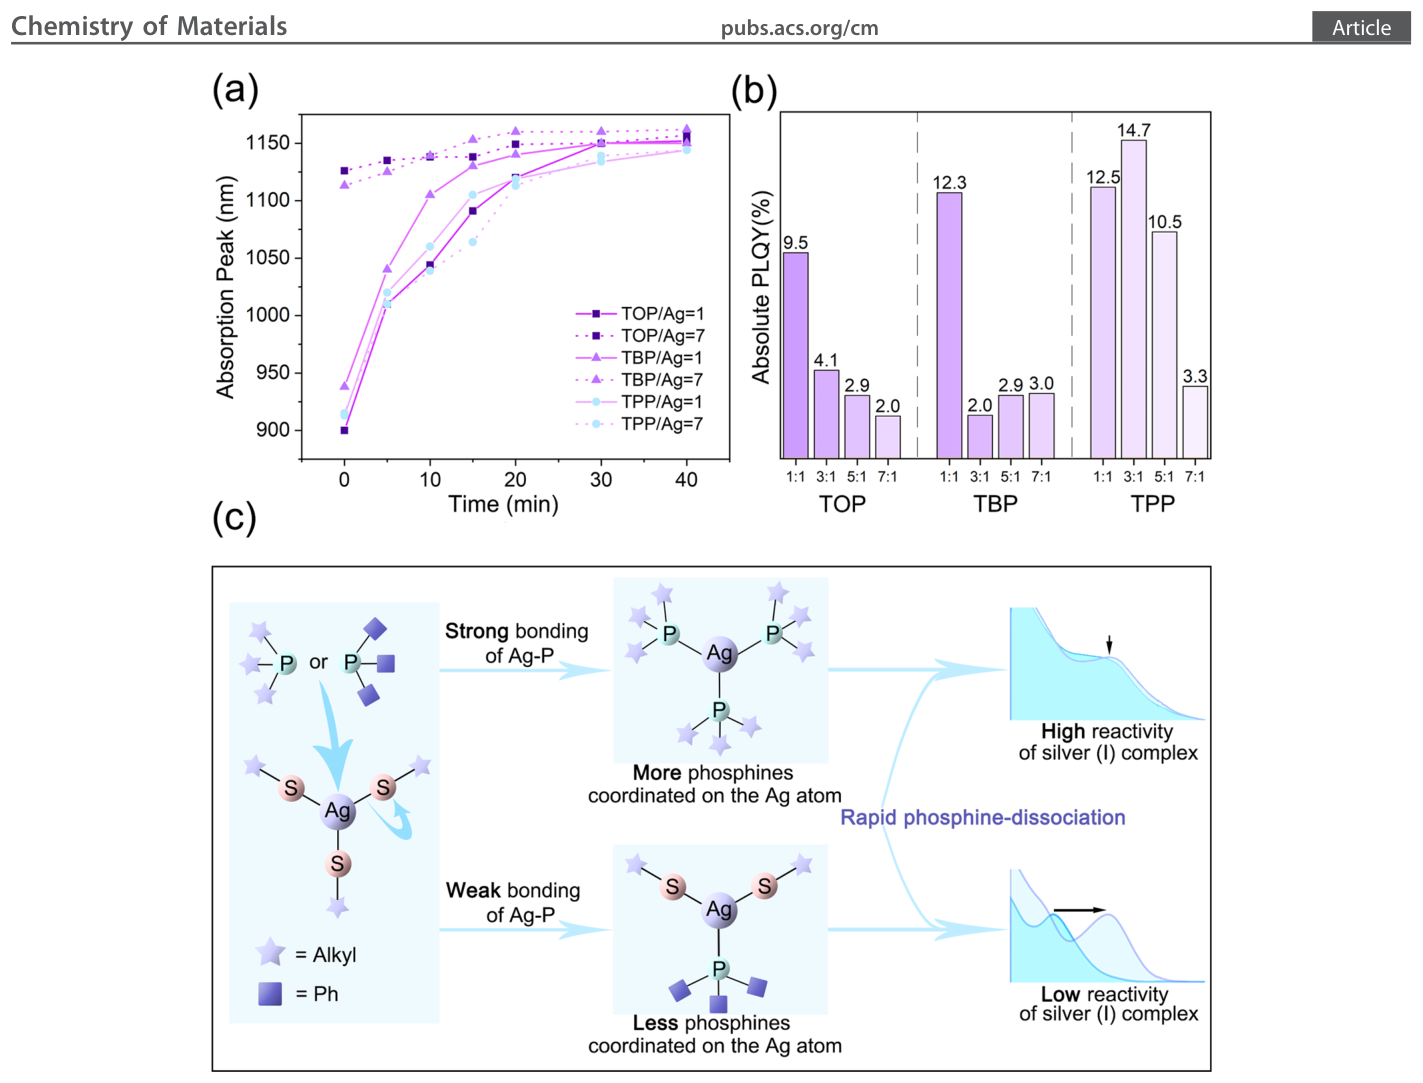 Chemistry of Materials
pubs.acs.org/cm
Article
(a)
Absorption Peak (nm)
1150
1100
1050
1000
950
900
0
10
20
30
40
Time (min)
TOP/Ag=1
TOP/Ag=7
TBP/Ag=1
TBP/Ag=7
TPP/Ag=1
TPP/Ag=7
(b)
Absolute PLQY(%)
9.5
4.1
2.9
2.0
12.3
2.0
2.9
3.0
12.5
14.7
10.5
3.3
1:1
3:1
5:1
7:1
1:1
3:1
5:1
7:1
1:1
3:1
5:1
7:1
TOP
TBP
TPP
(c)
P
or
P
S
S
Ag
S
= Alkyl
= Ph
Strong bonding
of Ag-P
P
P
Ag
P
More phosphines
coordinated on the Ag atom
High reactivity
of silver (I) complex
Rapid phosphine-dissociation
Weak bonding
of Ag-P
S
S
Ag
P
Less phosphines
coordinated on the Ag atom
Low reactivity
of silver (I) complex